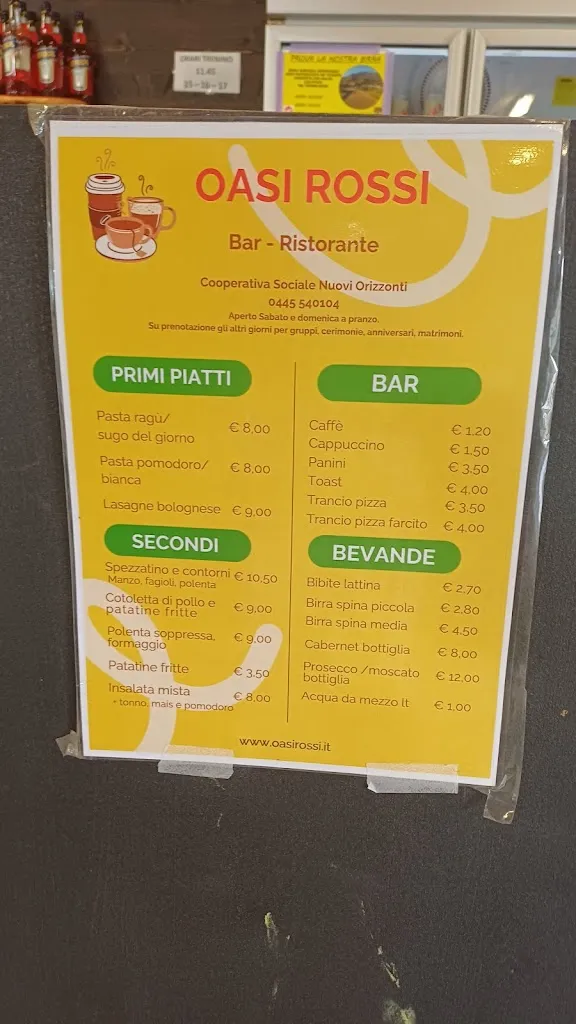 ORARI TRENINO
11.45
15-16-17
PROVA LA NOSTRA BIRRA
OASI ROSSI
Bar - Ristorante
Cooperativa Sociale Nuovi Orizzonti
0445 540104
Aperto Sabato e domenica a pranzo.
Su prenotazione gli altri giorni per gruppi, cerimonie, anniversari, matrimoni.
PRIMI PIATTI
Pasta ragù/
sugo del giorno € 8,00
Pasta pomodoro/
bianca € 8,00
Lasagne bolognese € 9,00
SECONDI
Spezzatino e contorni € 10,50
Manzo, fagioli, polenta
Cotoletta di pollo e
patatine fritte € 9,00
Polenta soppressa,
formaggio € 9,00
Patatine fritte € 3,50
Insalata mista € 8,00
+ tonno, mais e pomodoro
BAR
Caffè € 1,20
Cappuccino € 1,50
Panini € 3,50
Toast € 4,00
Trancio pizza € 3,50
Trancio pizza farcito € 4,00
BEVANDE
Bibite lattina € 2,70
Birra spina piccola € 2,80
Birra spina media € 4,50
Cabernet bottiglia € 8,00
Prosecco /moscato
bottiglia € 12,00
Acqua da mezzo lt € 1,00
www.oasirossi.it